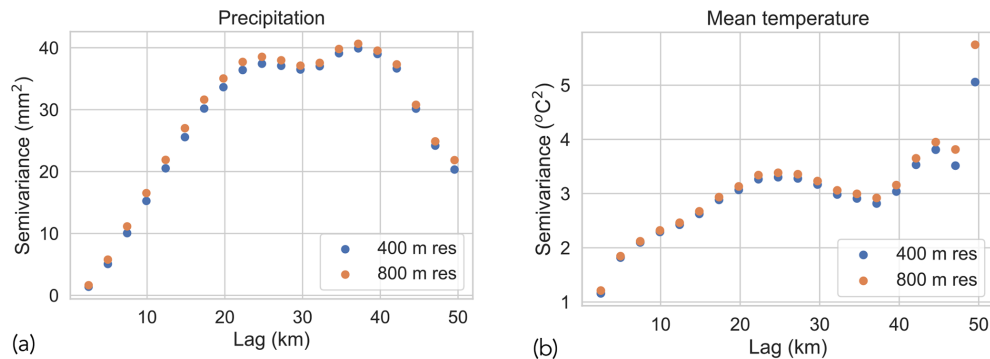 Precipitation
Semivariance (mm²)
40
30
20
10
0
10 20 30 40 50
Lag (km)
400 m res
800 m res
(a)
Mean temperature
Semivariance (°C²)
5
4
3
2
1
10 20 30 40 50
Lag (km)
400 m res
800 m res
(b)